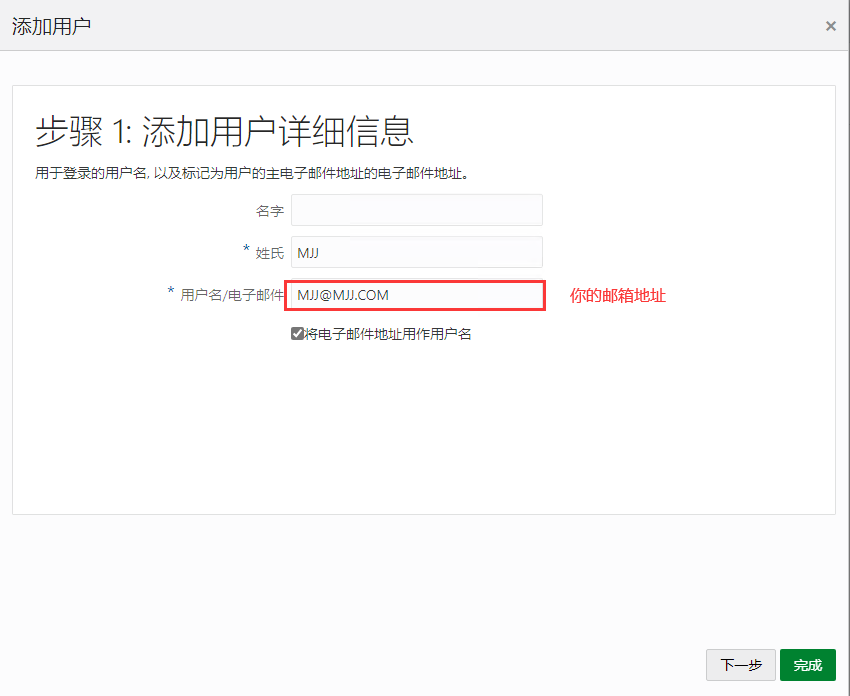 添加用户
×
步骤 1: 添加用户详细信息
用于登录的用户名, 以及标记为用户的主电子邮件地址的电子邮件地址。
名字
* 姓氏 MJJ
* 用户名/电子邮件 MJJ@MJJ.COM 你的邮箱地址
将电子邮件地址用作用户名
下一步 完成